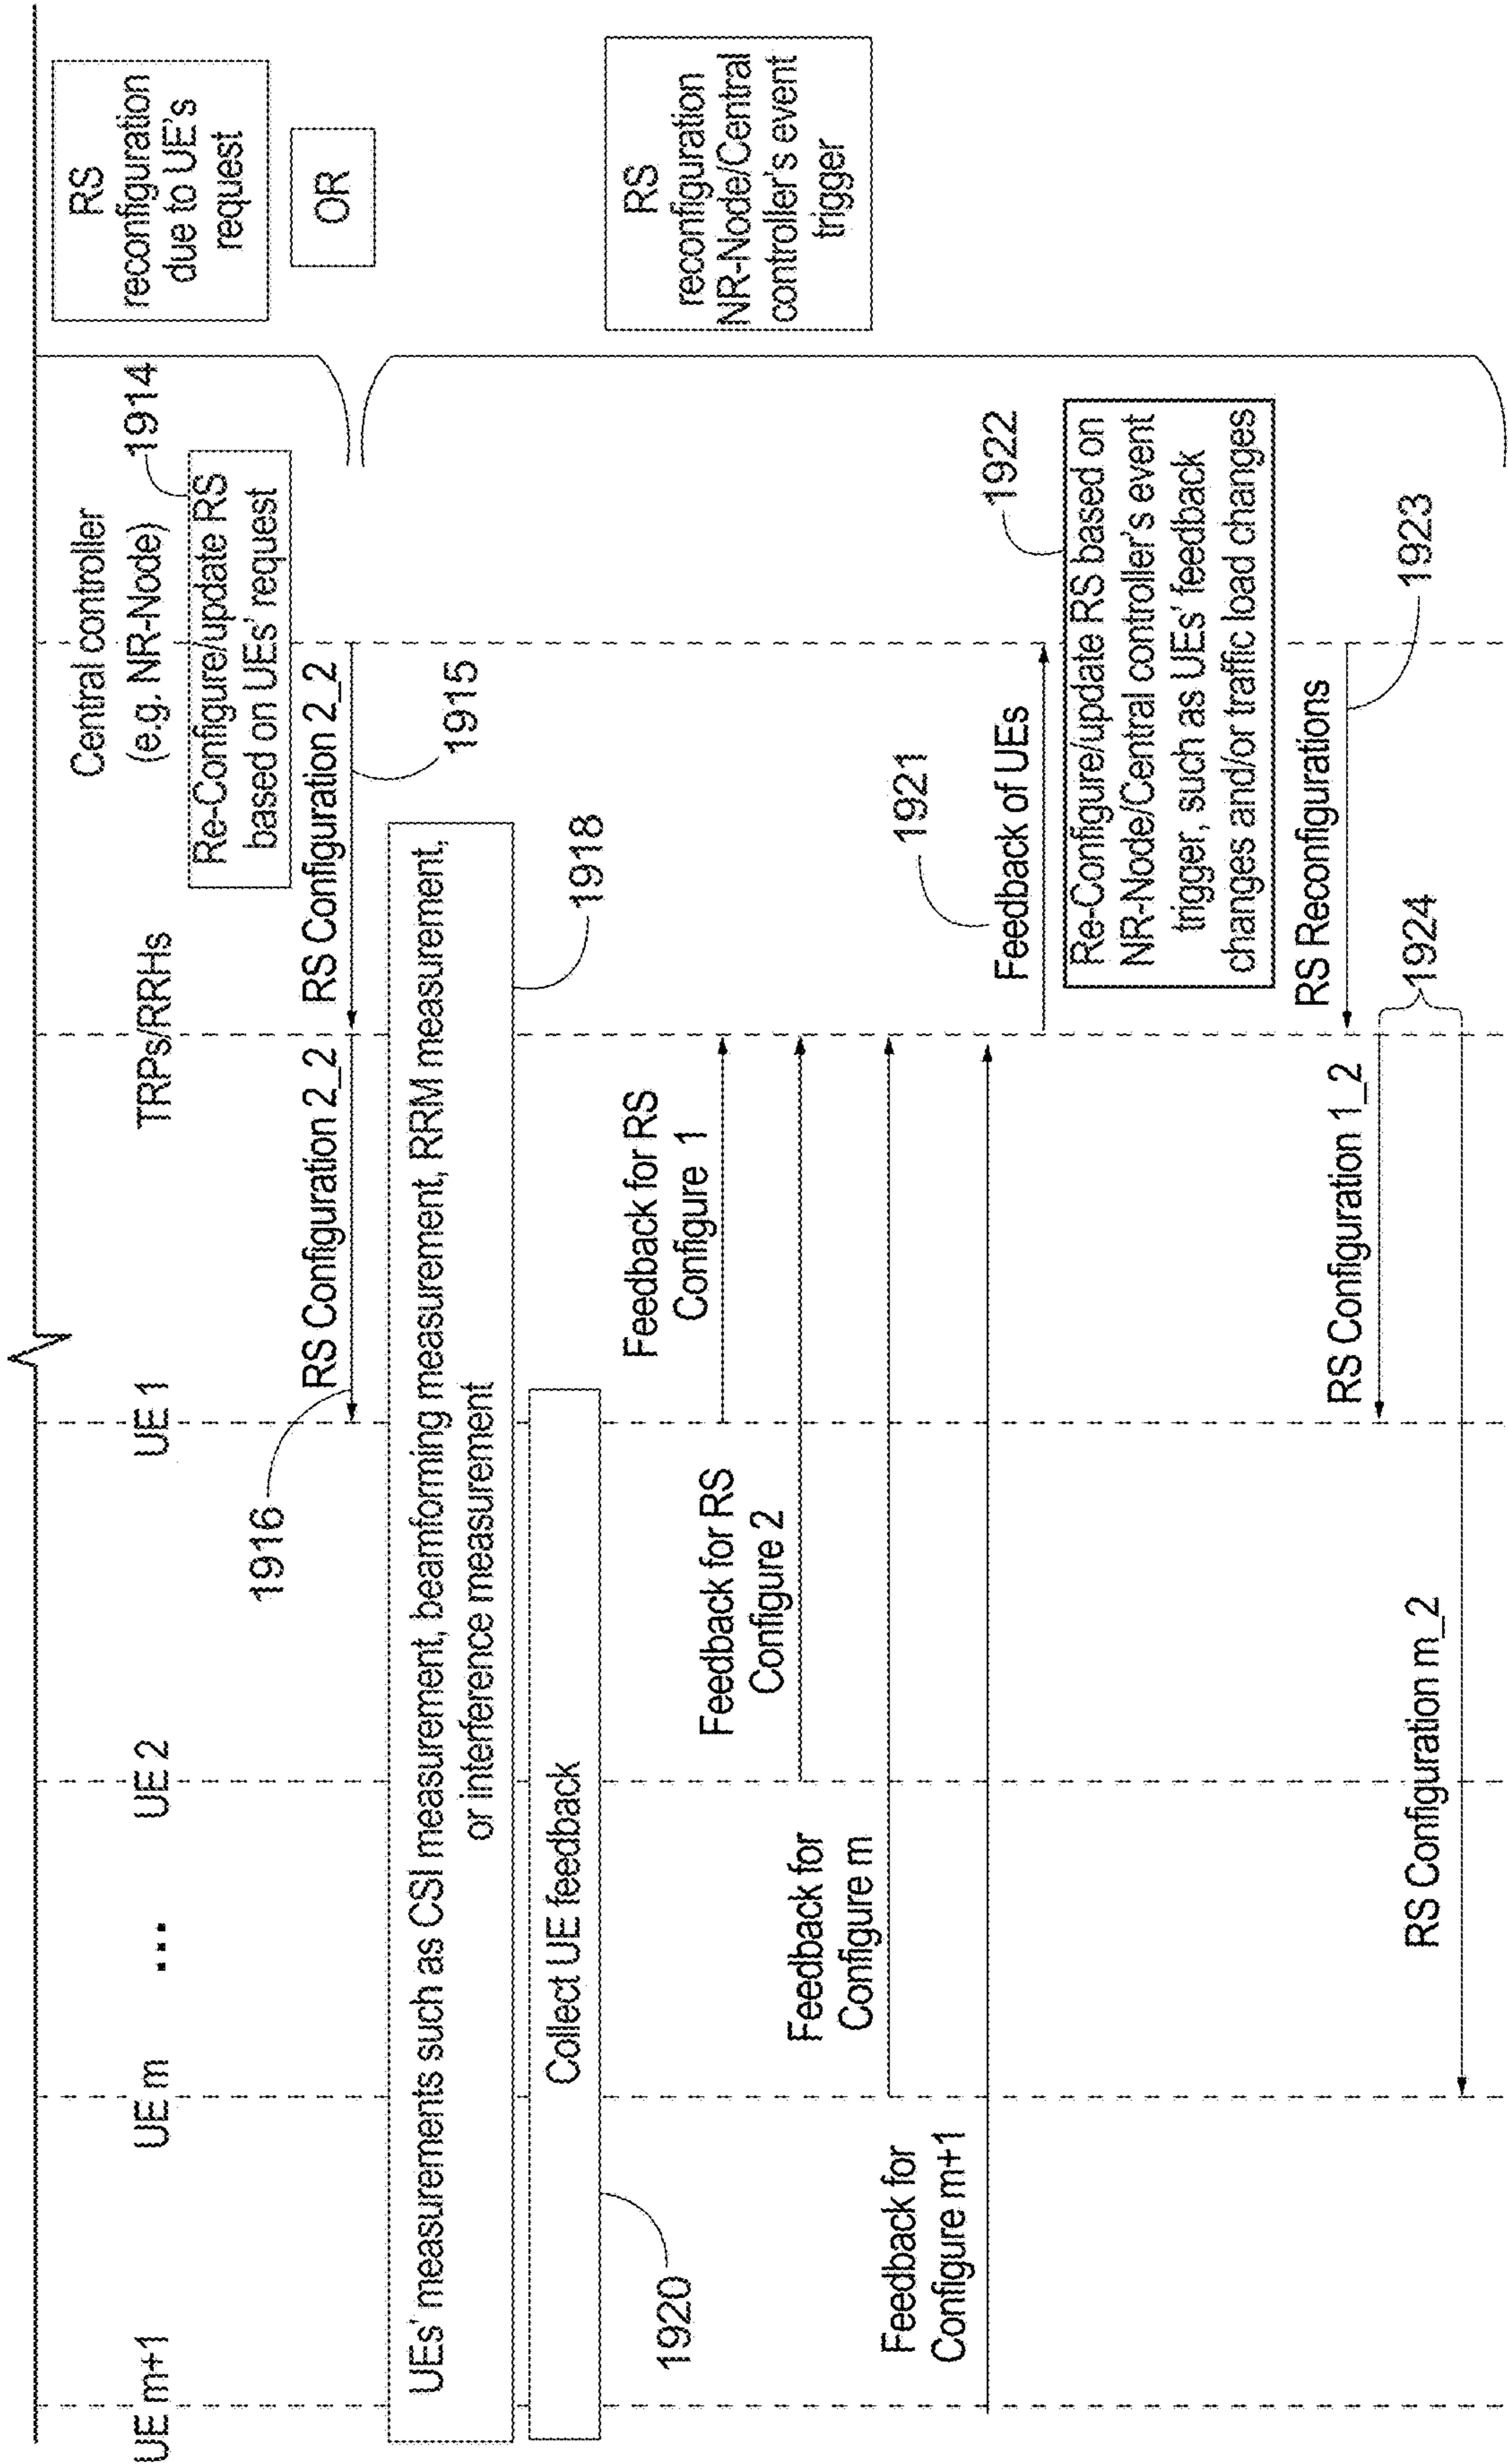 UE m+1
UE m
...
UE 2
UE 1
TRPs/RRHs
Central controller
(e.g. NR-Node)
1914
Re-Configure/update RS
based on UEs' request
RS
reconfiguration
due to UE's
request
OR
1916
RS Configuration 2_2
RS Configuration 2_2
1915
UEs' measurements such as CSI measurement, beamforming measurement, RRM measurement,
or interference measurement
1918
Collect UE feedback
1920
Feedback for RS
Configure 1
Feedback for RS
Configure 2
Feedback for
Configure m
Feedback for
Configure m+1
RS
reconfiguration
NR-Node/Central
controller's event
trigger
1921
Feedback of UEs
1922
Re-Configure/update RS based on
NR-Node/Central controller's event
trigger, such as UEs' feedback
changes and/or traffic load changes
RS Reconfigurations
1923
RS Configuration 1_2
1924
RS Configuration m_2